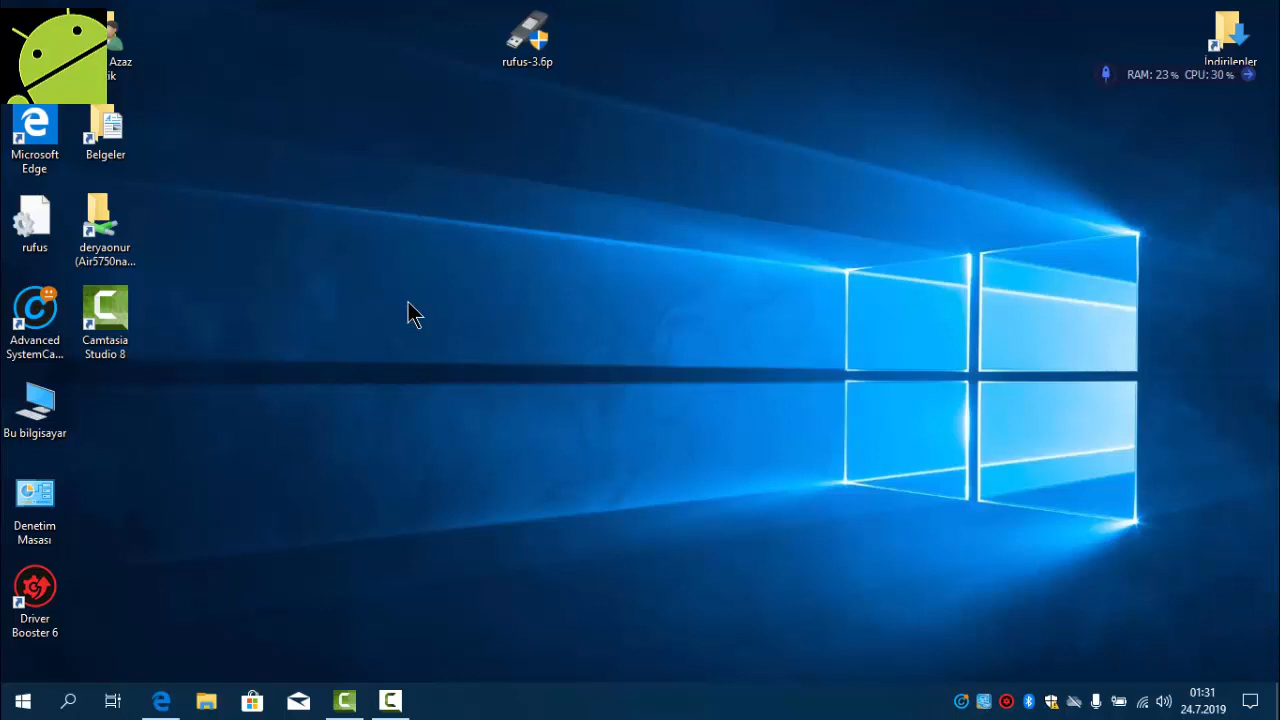 Azaz
ik
rufus-3.6p
İndirilenler
RAM: 23 % CPU: 30 %
Microsoft
Edge
Belgeler
rufus
deryaonur
(Air5750na...
Advanced
SystemCa...
Camtasia
Studio 8
Bu bilgisayar
Denetim
Masası
Driver
Booster 6
01:31
24.7.2019